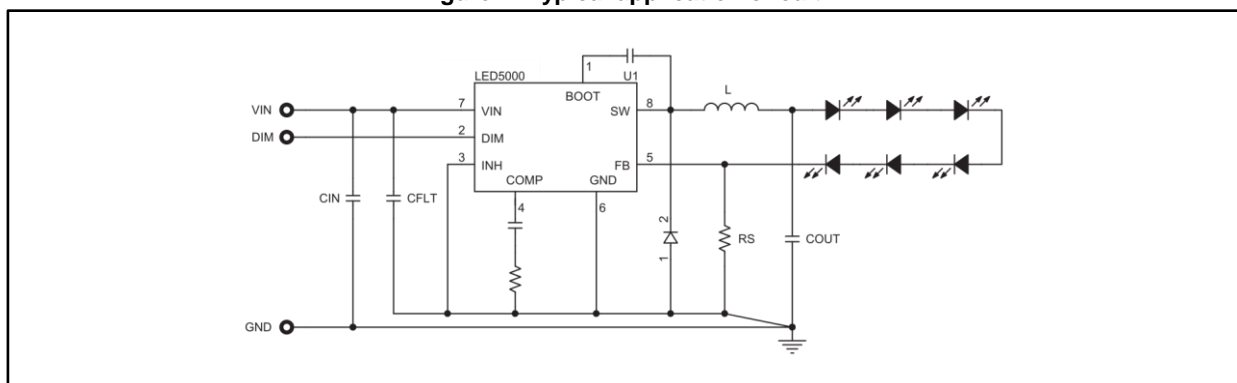 LED5000
1
U1
BOOT
L
VIN
7
VIN
SW
8
DIM
2
DIM
3
INH
FB
5
COMP
GND
CIN
CFLT
4
6
2
1
RS
COUT
GND